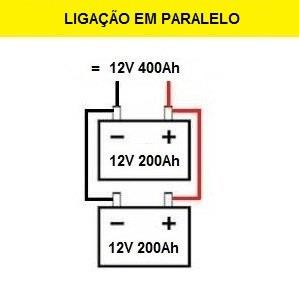 LIGAÇÃO EM PARALELO
= 12V 400Ah
− +
12V 200Ah
− +
12V 200Ah